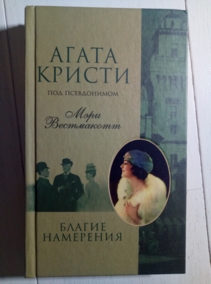 АГАТА
КРИСТИ
ПОД ПСЕВДОНИМОМ
Мэри
Вестмакотт
БЛАГИЕ
НАМЕРЕНИЯ